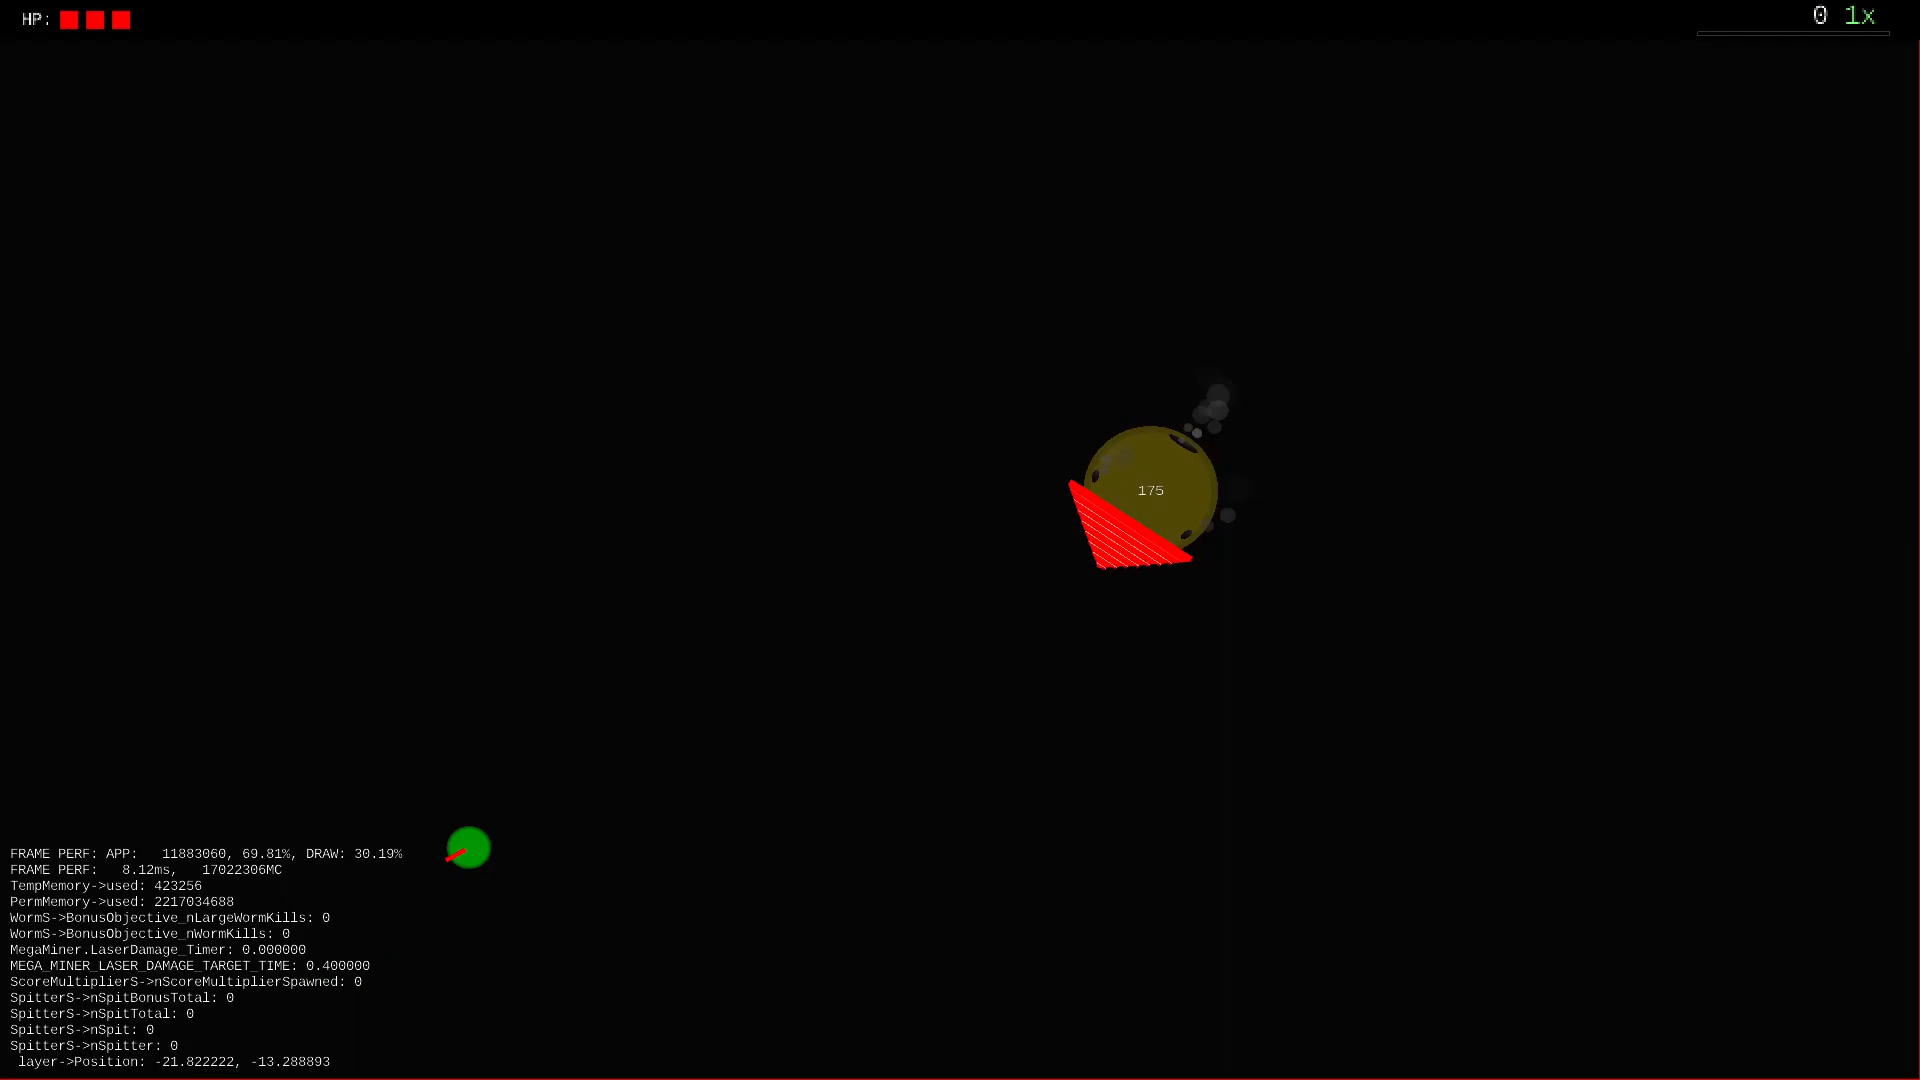 HP:
0 1x
175
FRAME PERF: APP:   11883060, 69.81%, DRAW: 30.19%
FRAME PERF:   8.12ms,   17022306MC
TempMemory->used: 423256
PermMemory->used: 2217034688
WormS->BonusObjective_nLargeWormKills: 0
WormS->BonusObjective_nWormKills: 0
MegaMiner.LaserDamage_Timer: 0.000000
MEGA_MINER_LASER_DAMAGE_TARGET_TIME: 0.400000
ScoreMultiplierS->nScoreMultiplierSpawned: 0
SpitterS->nSpitBonusTotal: 0
SpitterS->nSpitTotal: 0
SpitterS->nSpit: 0
SpitterS->nSpitter: 0
layer->Position: -21.822222, -13.288893